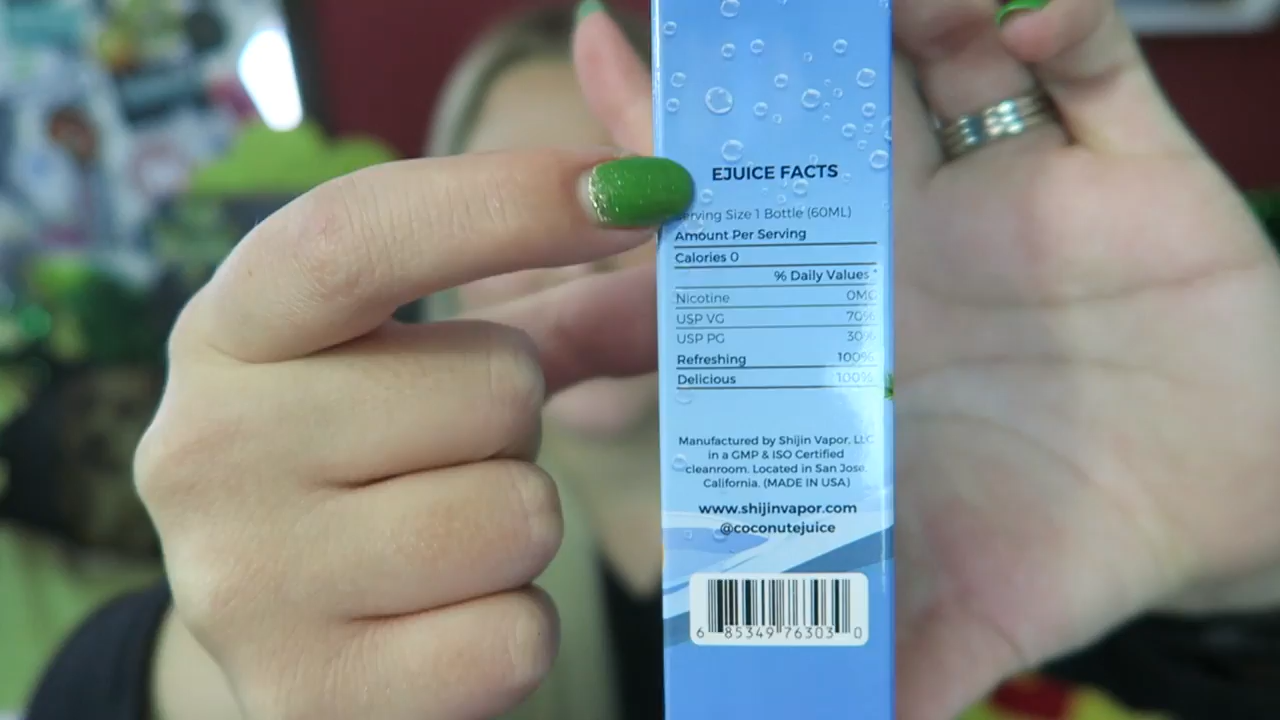 EJUICE FACTS
Serving Size 1 Bottle (60ML)
Amount Per Serving
Calories 0
% Daily Values *
Nicotine 0MG
USP VG 70%
USP PG 30%
Refreshing 100%
Delicious 100%
Manufactured by Shijin Vapor, LLC
in a GMP & ISO Certified
cleanroom. Located in San Jose,
California. (MADE IN USA)
www.shijinvapor.com
@coconutejuice
6 85349 76303 0